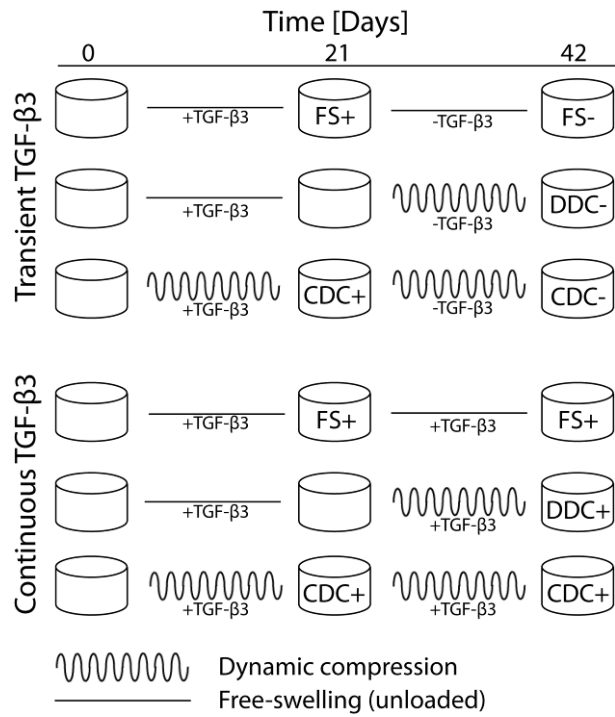 Time [Days]
0 21 42
Transient TGF-β3
+TGF-β3 FS+ -TGF-β3 FS-
+TGF-β3 -TGF-β3 DDC-
+TGF-β3 CDC+ -TGF-β3 CDC-
Continuous TGF-β3
+TGF-β3 FS+ +TGF-β3 FS+
+TGF-β3 +TGF-β3 DDC+
+TGF-β3 CDC+ +TGF-β3 CDC+
Dynamic compression
Free-swelling (unloaded)